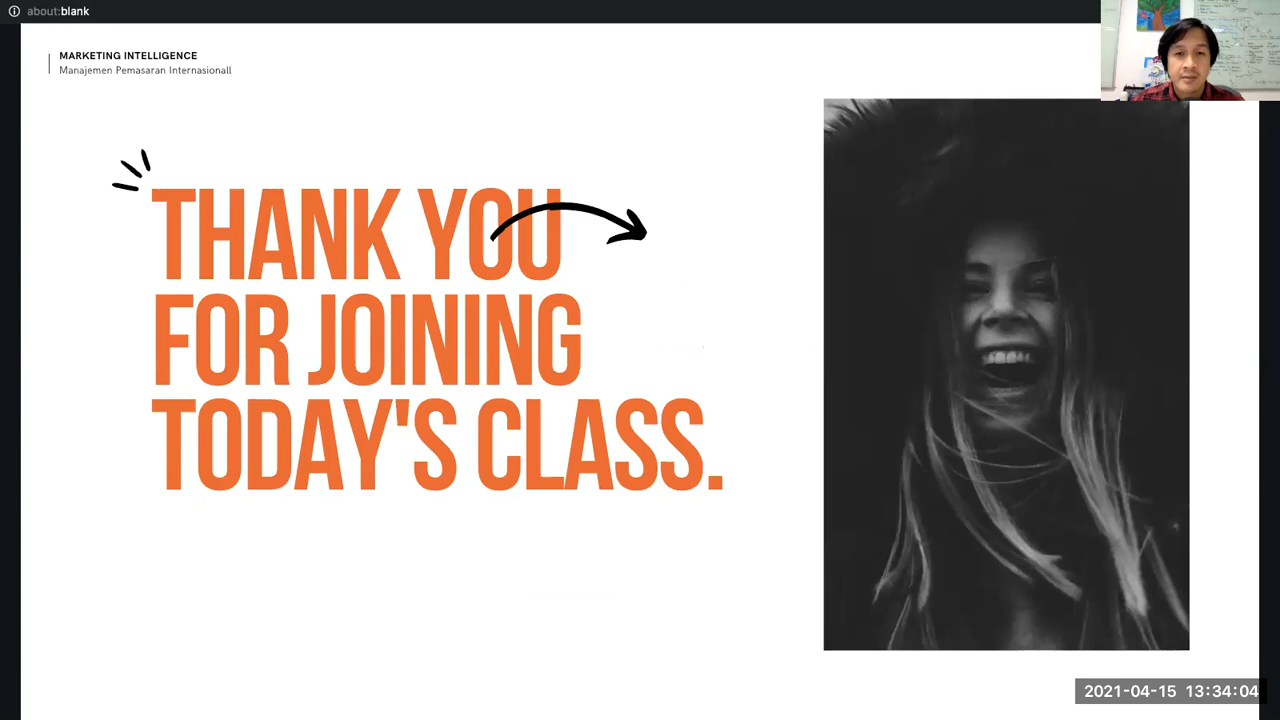 about:blank
MARKETING INTELLIGENCE
Manajemen Pemasaran Internasionall
THANK YOU
FOR JOINING
TODAY'S CLASS.
2021-04-15 13:34:04